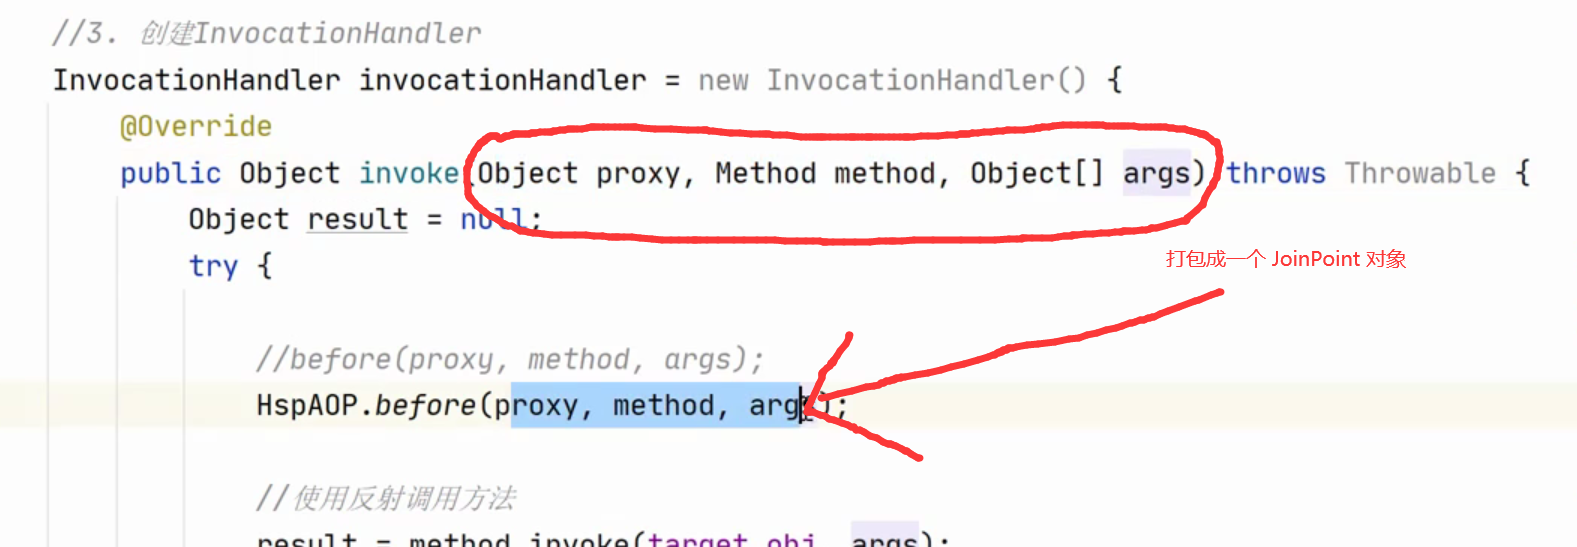 //3. 创建InvocationHandler
InvocationHandler invocationHandler = new InvocationHandler() {
@Override
public Object invoke(Object proxy, Method method, Object[] args) throws Throwable {
Object result = null;
try {
打包成一个 JoinPoint 对象
//before(proxy, method, args);
HspAOP.before(proxy, method, args);
//使用反射调用方法
result = method.invoke(target_obj, args);